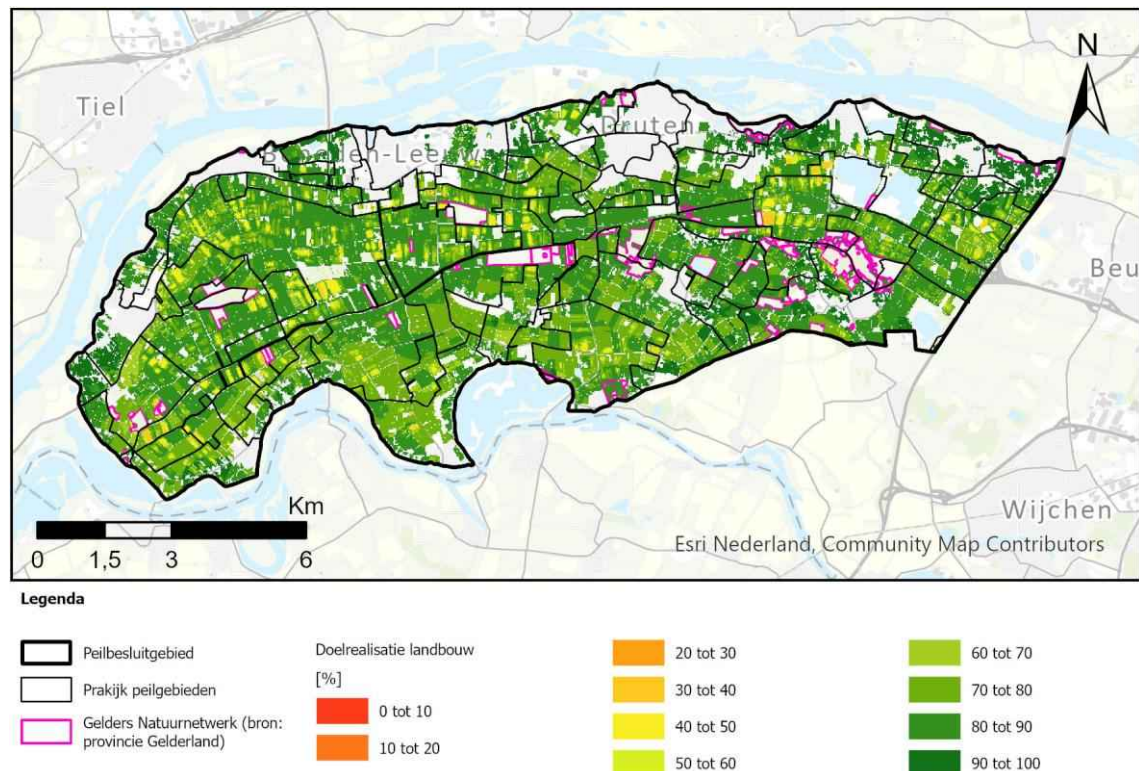 N
Tiel
Druten
Beu
Wijchen
Km
0 1,5 3 6
Esri Nederland, Community Map Contributors
Legenda
Peilbesluitgebied
Prakijk peilgebieden
Gelders Natuurnetwerk (bron:
provincie Gelderland)
Doelrealisatie landbouw
[%]
0 tot 10
10 tot 20
20 tot 30
30 tot 40
40 tot 50
50 tot 60
60 tot 70
70 tot 80
80 tot 90
90 tot 100